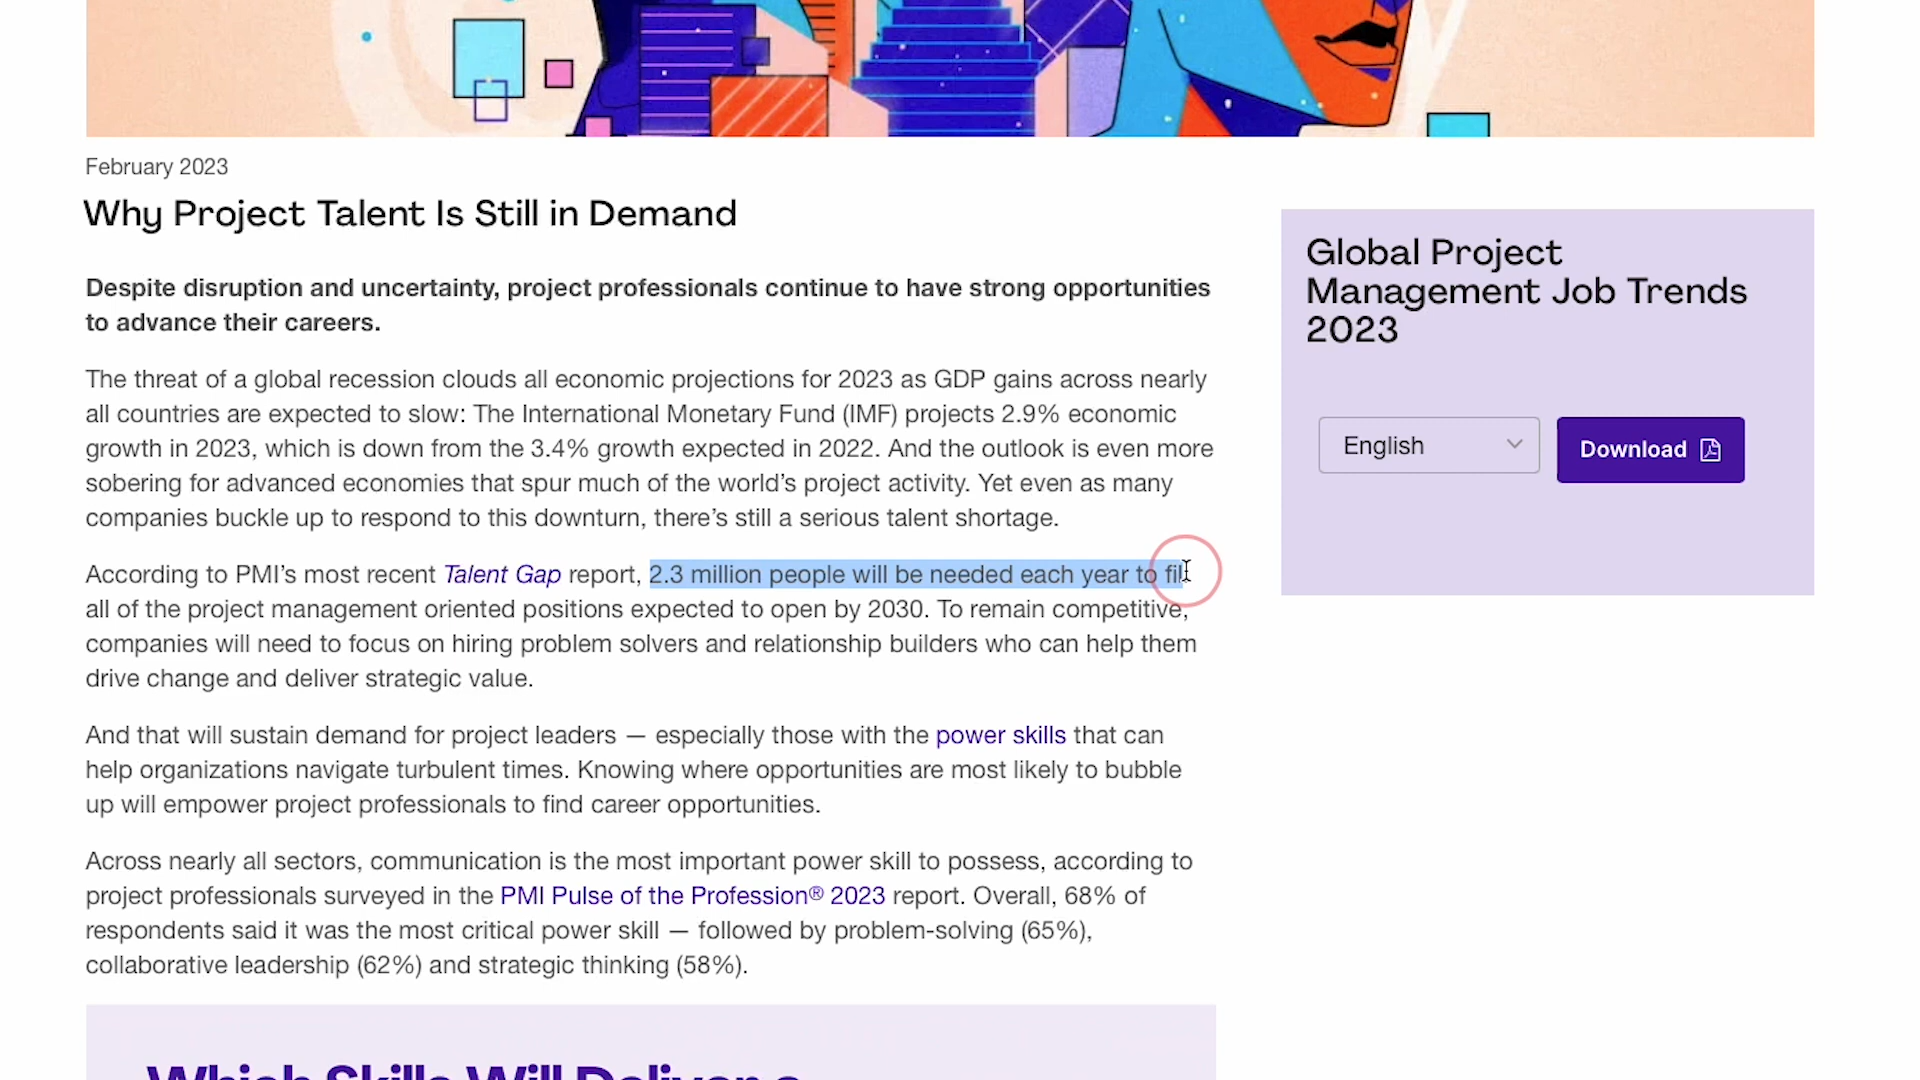 February 2023
Why Project Talent Is Still in Demand
Despite disruption and uncertainty, project professionals continue to have strong opportunities
to advance their careers.
The threat of a global recession clouds all economic projections for 2023 as GDP gains across nearly
all countries are expected to slow: The International Monetary Fund (IMF) projects 2.9% economic
growth in 2023, which is down from the 3.4% growth expected in 2022. And the outlook is even more
sobering for advanced economies that spur much of the world’s project activity. Yet even as many
companies buckle up to respond to this downturn, there’s still a serious talent shortage.
According to PMI’s most recent Talent Gap report, 2.3 million people will be needed each year to fill
all of the project management oriented positions expected to open by 2030. To remain competitive,
companies will need to focus on hiring problem solvers and relationship builders who can help them
drive change and deliver strategic value.
And that will sustain demand for project leaders — especially those with the power skills that can
help organizations navigate turbulent times. Knowing where opportunities are most likely to bubble
up will empower project professionals to find career opportunities.
Across nearly all sectors, communication is the most important power skill to possess, according to
project professionals surveyed in the PMI Pulse of the Profession® 2023 report. Overall, 68% of
respondents said it was the most critical power skill — followed by problem-solving (65%),
collaborative leadership (62%) and strategic thinking (58%).
Which Skills Will Deliver a
Global Project
Management Job Trends
2023
English
Download